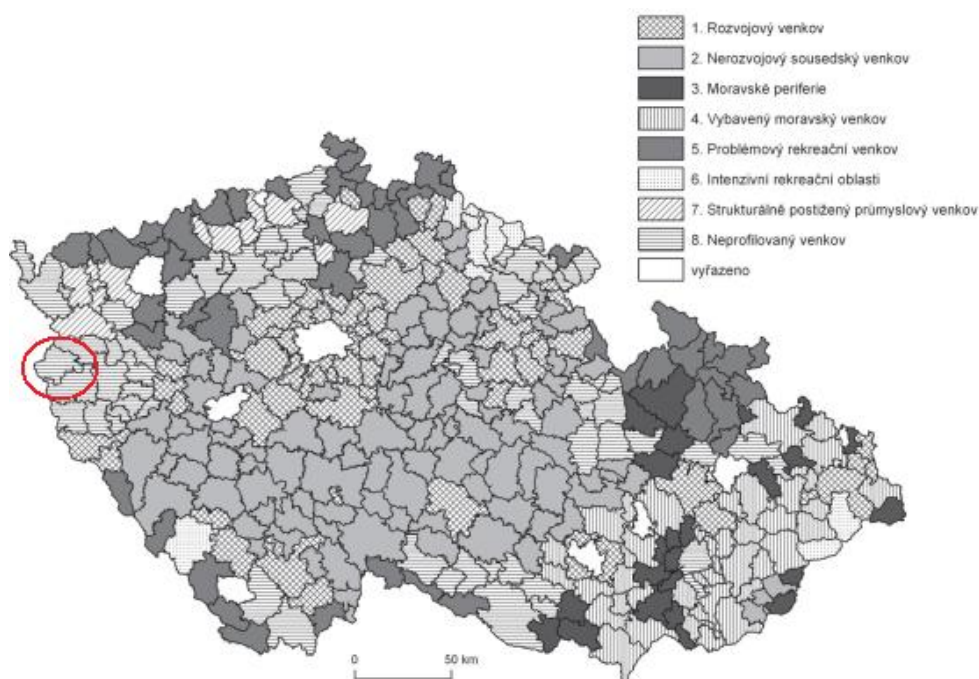 1. Rozvojový venkov
2. Nerozvojový sousedský venkov
3. Moravské periferie
4. Vybavený moravský venkov
5. Problémový rekreační venkov
6. Intenzivní rekreační oblasti
7. Strukturálně postižený průmyslový venkov
8. Neprofilovaný venkov
vyřazeno
0 50 km